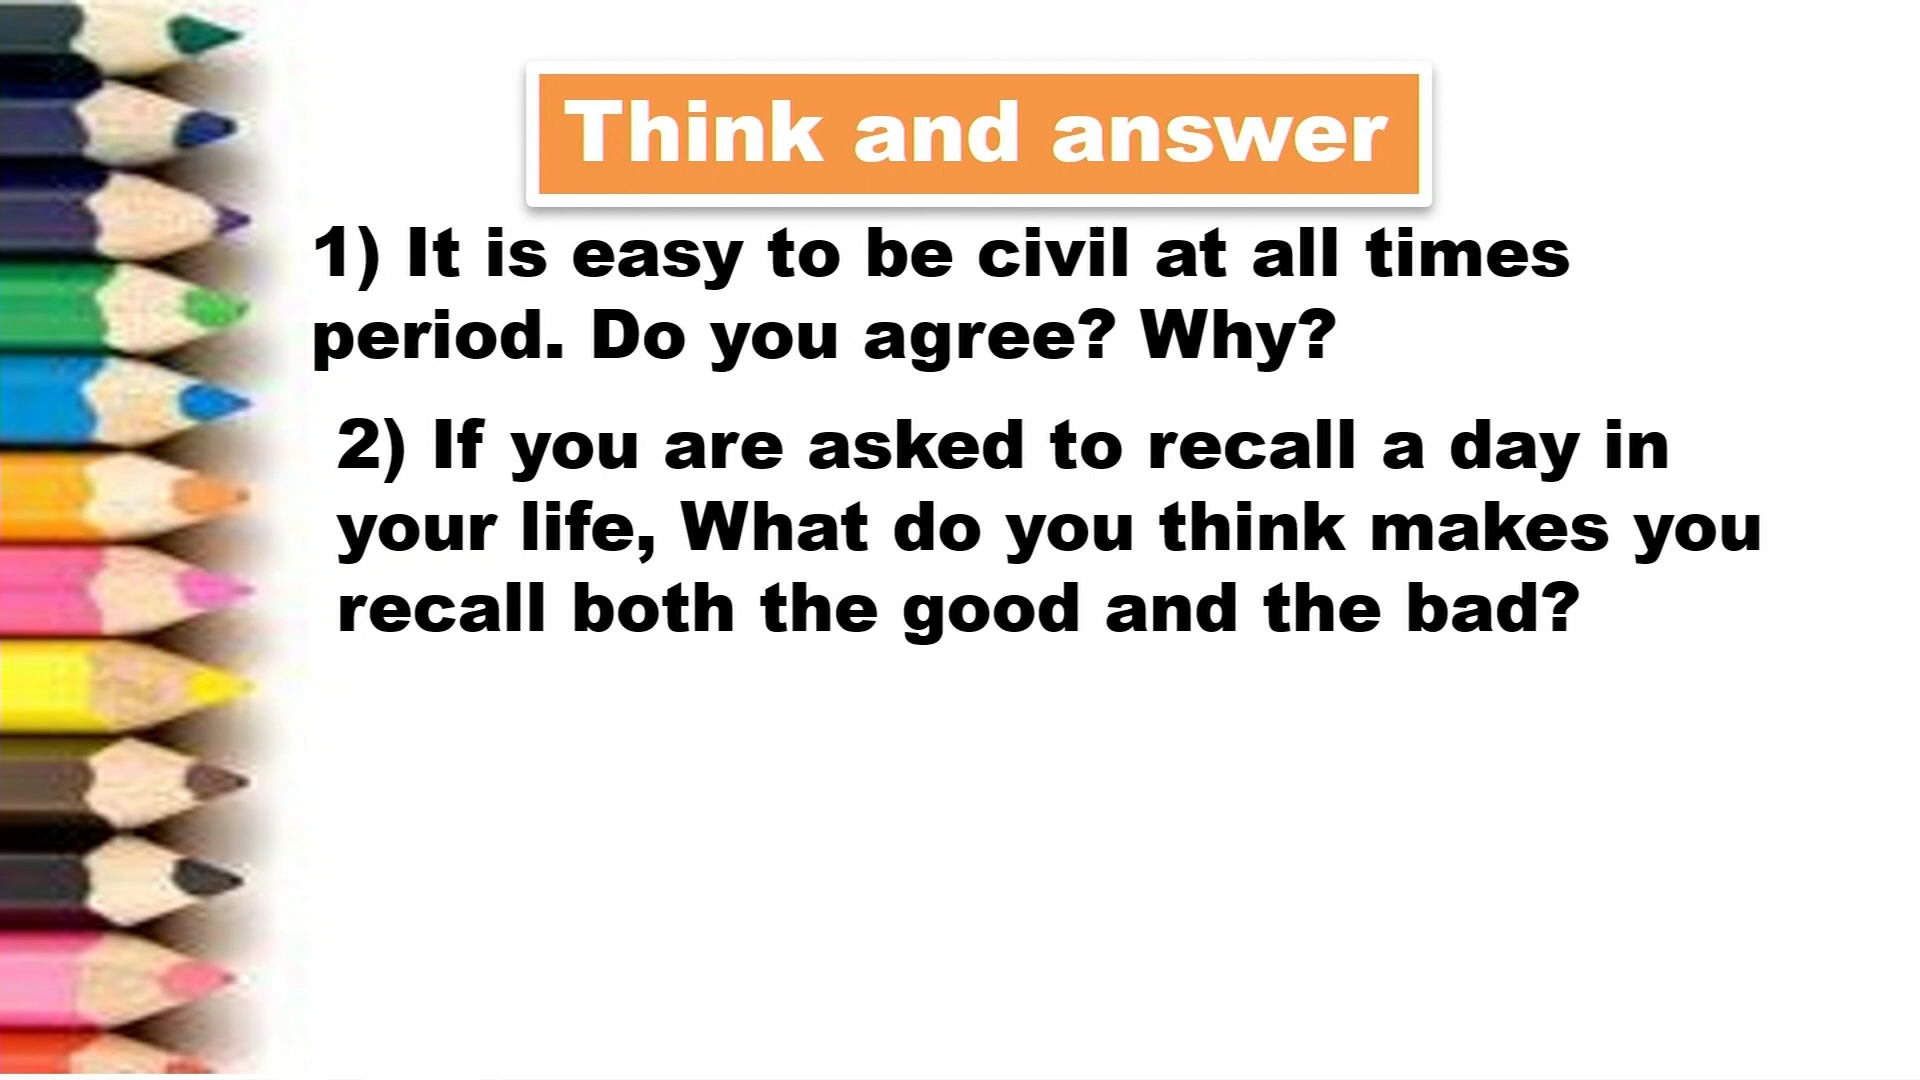 Think and answer
1) It is easy to be civil at all times
period. Do you agree? Why?
2) If you are asked to recall a day in
your life, What do you think makes you
recall both the good and the bad?